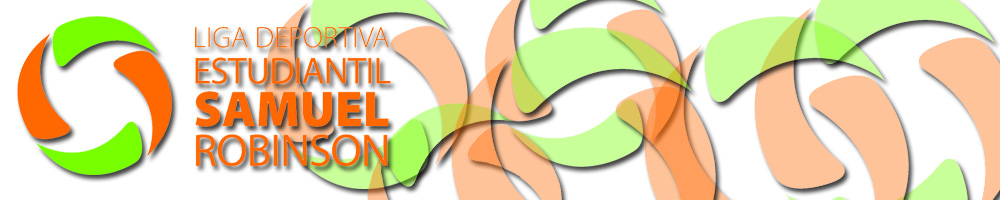 LIGA DEPORTIVA
ESTUDIANTIL
SAMUEL
ROBINSON